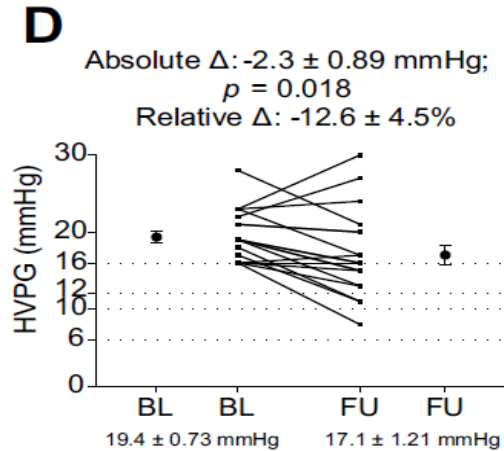 D
Absolute Δ: -2.3 ± 0.89 mmHg;
p = 0.018
Relative Δ: -12.6 ± 4.5%
HVPG (mmHg)
30
20
16
12
10
6
0
BL BL FU FU
19.4 ± 0.73 mmHg 17.1 ± 1.21 mmHg